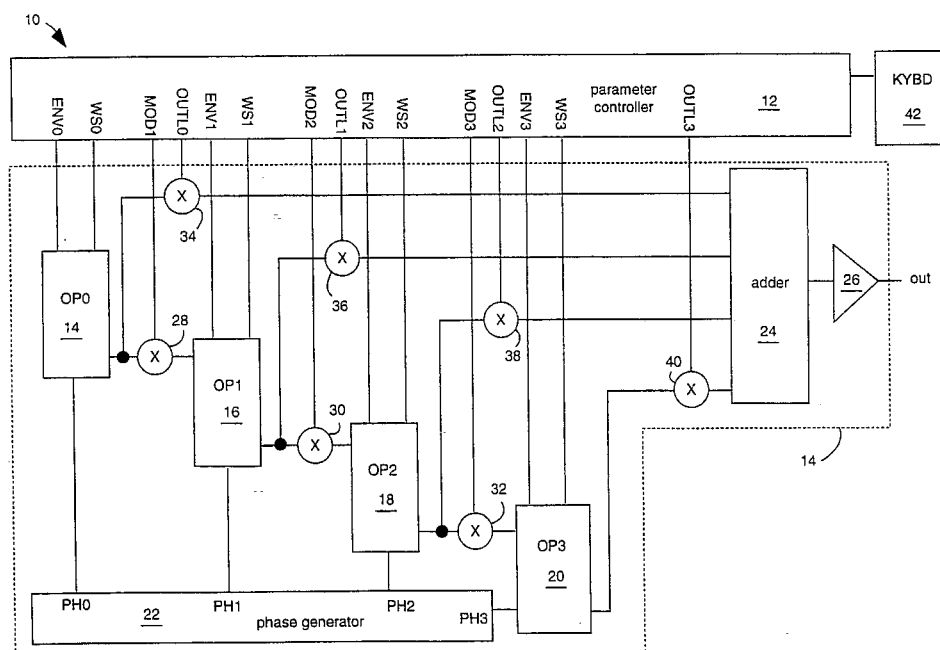 10
ENV0
WS0
MOD1
OUTL0
ENV1
WS1
MOD2
OUTL1
ENV2
WS2
MOD3
OUTL2
ENV3
WS3
parameter
controller
OUTL3
12
KYBD
42
X
34
X
36
X
38
OP0
14
X
28
OP1
16
X
30
OP2
18
X
32
OP3
20
X
40
adder
24
26
out
14
PH0
PH1
PH2
PH3
22
phase generator